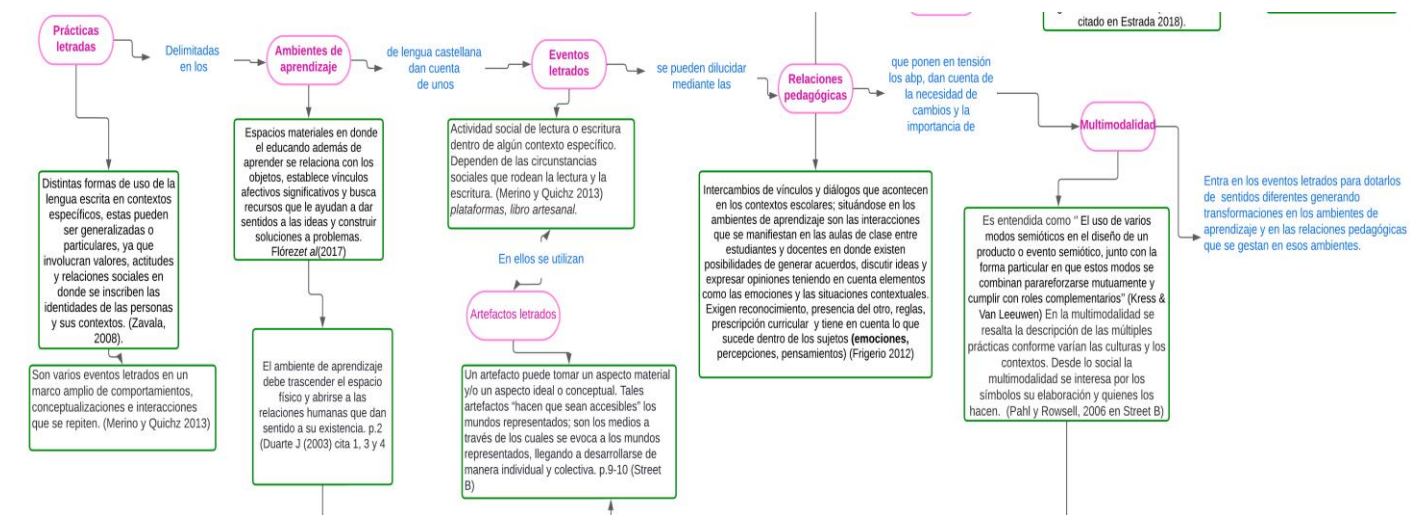 citado en Estrada 2018).
Prácticas
letradas
Delimitadas
en los
Ambientes de
aprendizaje
de lengua castellana
dan cuenta
de unos
Eventos
letrados
se pueden dilucidar
mediante las
Relaciones
pedagógicas
que ponen en tensión
los abp, dan cuenta de
la necesidad de
cambios y la
importancia de
Multimodalidad
Entra en los eventos letrados para dotarlos
de sentidos diferentes generando
transformaciones en los ambientes de
aprendizaje y en las relaciones pedagógicas
que se gestan en esos ambientes.
Distintas formas de uso de la
lengua escrita en contextos
específicos, estas pueden
ser generalizadas o
particulares, ya que
involucran valores, actitudes
y relaciones sociales en
donde se inscriben las
identidades de las personas
y sus contextos. (Zavala,
2008).
Son varios eventos letrados en un
marco amplio de comportamientos,
conceptualizaciones e interacciones
que se repiten. (Merino y Quichz 2013)
Espacios materiales en donde
el educando además de
aprender se relaciona con los
objetos, establece vínculos
afectivos significativos y busca
recursos que le ayudan a dar
sentidos a las ideas y construir
soluciones a problemas.
Flórezet al(2017)
El ambiente de aprendizaje
debe trascender el espacio
físico y abrirse a las
relaciones humanas que dan
sentido a su existencia. p.2
(Duarte J (2003) cita 1, 3 y 4
Actividad social de lectura o escritura
dentro de algún contexto específico.
Dependen de las circunstancias
sociales que rodean la lectura y la
escritura. (Merino y Quichz 2013)
plataformas, libro artesanal.
En ellos se utilizan
Artefactos letrados
Un artefacto puede tomar un aspecto material
y/o un aspecto ideal o conceptual. Tales
artefactos “hacen que sean accesibles” los
mundos representados; son los medios a
través de los cuales se evoca a los mundos
representados, llegando a desarrollarse de
manera individual y colectiva. p.9-10 (Street
B)
Intercambios de vínculos y diálogos que acontecen
en los contextos escolares; situándose en los
ambientes de aprendizaje son las interacciones
que se manifiestan en las aulas de clase entre
estudiantes y docentes en donde existen
posibilidades de generar acuerdos, discutir ideas y
expresar opiniones teniendo en cuenta elementos
como las emociones y las situaciones contextuales.
Exigen reconocimiento, presencia del otro, reglas,
prescripción curricular y tiene en cuenta lo que
sucede dentro de los sujetos (emociones,
percepciones, pensamientos) (Frigerio 2012)
Es entendida como “ El uso de varios
modos semióticos en el diseño de un
producto o evento semiótico, junto con la
forma particular en que estos modos se
combinan parareforzarse mutuamente y
cumplir con roles complementarios” (Kress &
Van Leeuwen) En la multimodalidad se
resalta la descripción de las múltiples
prácticas conforme varían las culturas y los
contextos. Desde lo social la
multimodalidad se interesa por los
símbolos su elaboración y quienes los
hacen. (Pahl y Rowsell, 2006 en Street B)